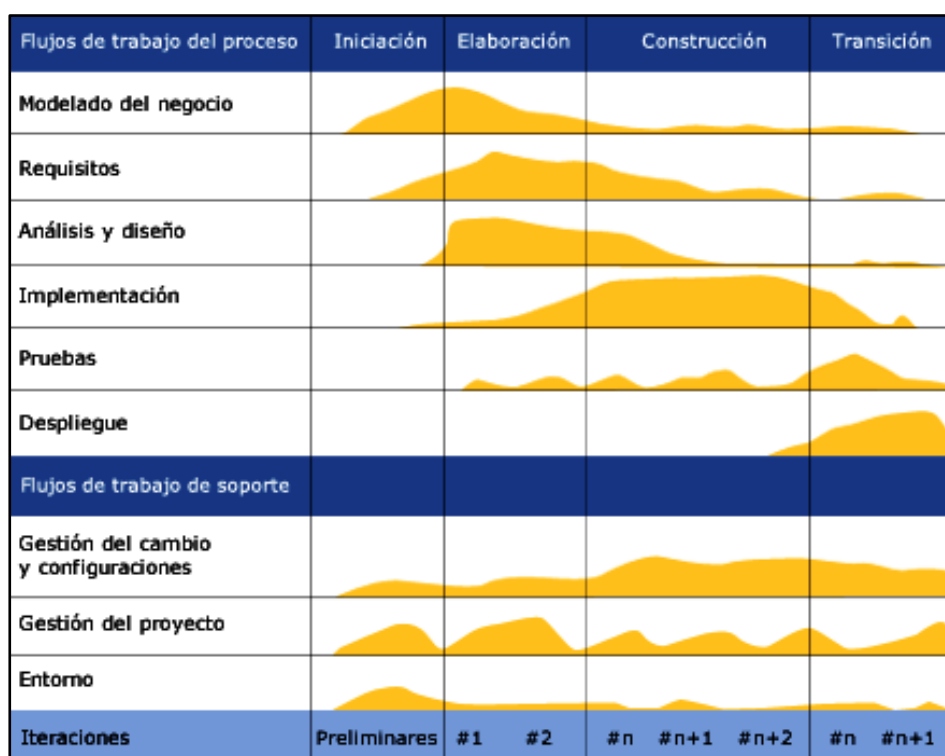 Flujos de trabajo del proceso Iniciación Elaboración Construcción Transición
Modelado del negocio
Requisitos
Análisis y diseño
Implementación
Pruebas
Despliegue
Flujos de trabajo de soporte
Gestión del cambio
y configuraciones
Gestión del proyecto
Entorno
Iteraciones Preliminares #1 #2 #n #n+1 #n+2 #n #n+1